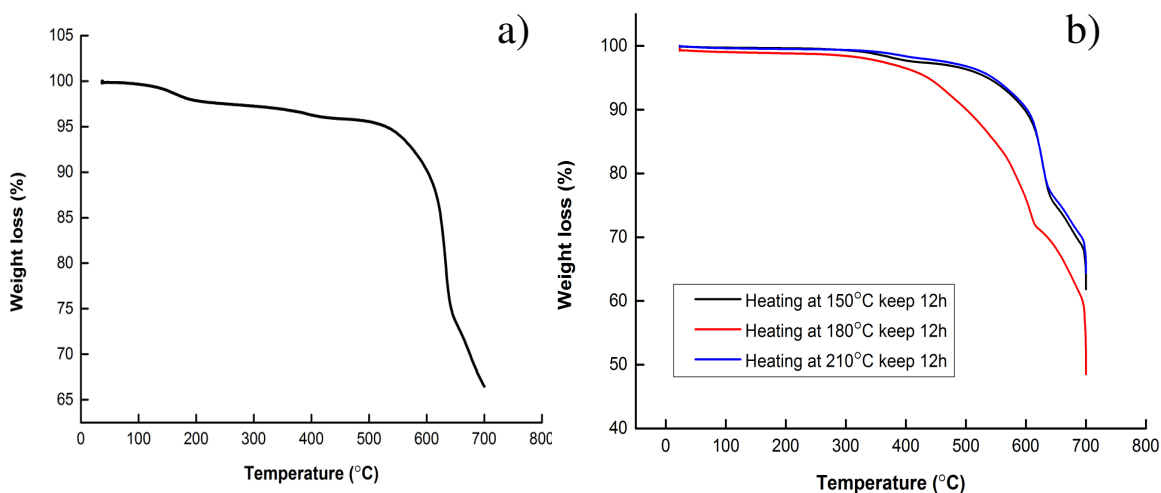 a)
105
100
95
90
85
80
75
70
65
Weight loss (%)
0 100 200 300 400 500 600 700 800
Temperature (°C)
b)
100
90
80
70
60
50
40
Weight loss (%)
Heating at 150°C keep 12h
Heating at 180°C keep 12h
Heating at 210°C keep 12h
0 100 200 300 400 500 600 700 800
Temperature (°C)